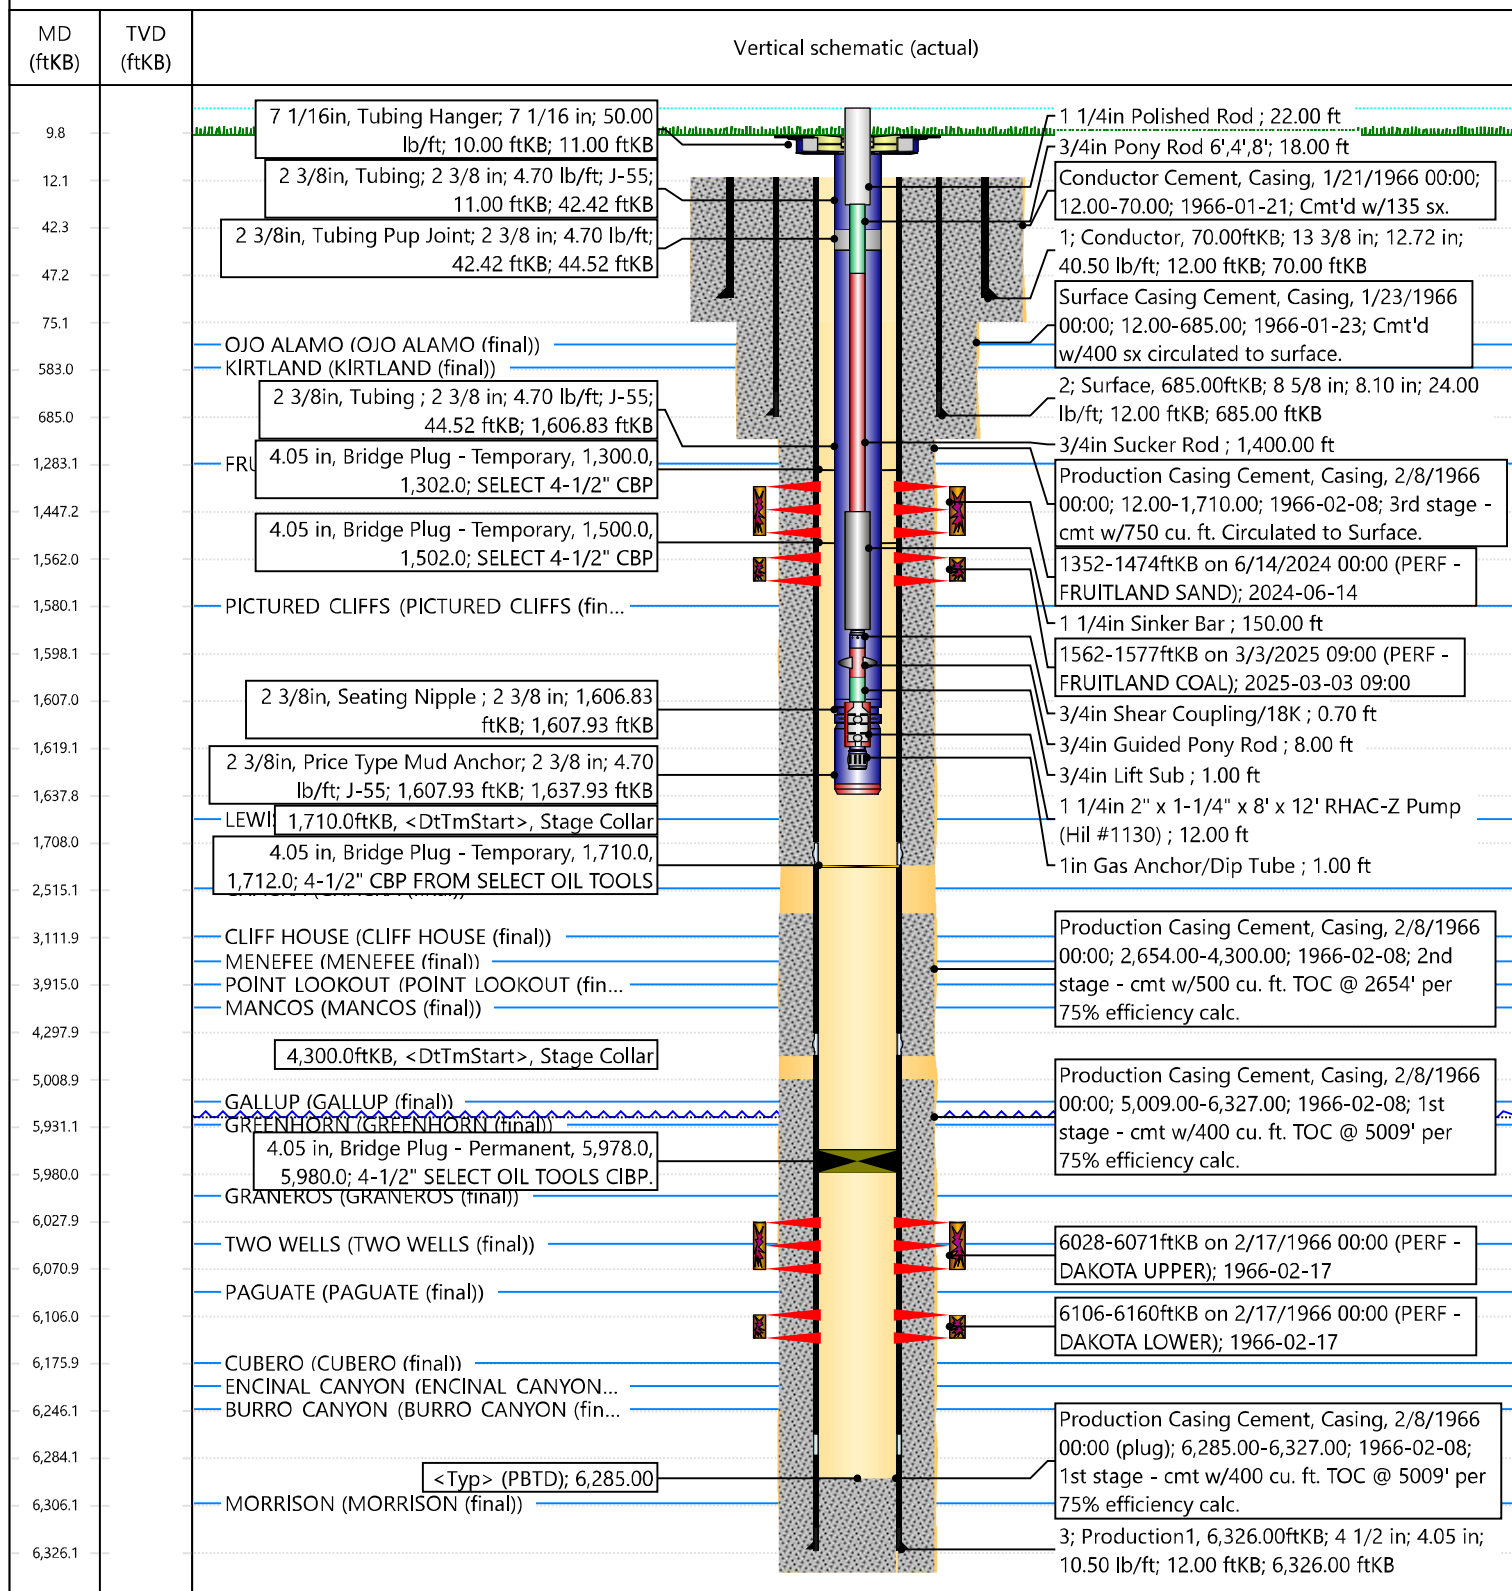 MD
(ftKB)
TVD
(ftKB)
Vertical schematic (actual)
9.8
12.1
42.3
47.2
75.1
583.0
685.0
1,283.1
1,447.2
1,562.0
1,580.1
1,598.1
1,607.0
1,619.1
1,637.8
1,708.0
2,515.1
3,111.9
3,915.0
4,297.9
5,008.9
5,931.1
5,980.0
6,027.9
6,070.9
6,106.0
6,175.9
6,246.1
6,284.1
6,306.1
6,326.1
7 1/16in, Tubing Hanger; 7 1/16 in; 50.00
lb/ft; 10.00 ftKB; 11.00 ftKB
2 3/8in, Tubing; 2 3/8 in; 4.70 lb/ft; J-55;
11.00 ftKB; 42.42 ftKB
2 3/8in, Tubing Pup Joint; 2 3/8 in; 4.70 lb/ft;
42.42 ftKB; 44.52 ftKB
OJO ALAMO (OJO ALAMO (final))
KIRTLAND (KIRTLAND (final))
2 3/8in, Tubing ; 2 3/8 in; 4.70 lb/ft; J-55;
44.52 ftKB; 1,606.83 ftKB
FRU
4.05 in, Bridge Plug - Temporary, 1,300.0,
1,302.0; SELECT 4-1/2" CBP
4.05 in, Bridge Plug - Temporary, 1,500.0,
1,502.0; SELECT 4-1/2" CBP
PICTURED CLIFFS (PICTURED CLIFFS (fin...
2 3/8in, Seating Nipple ; 2 3/8 in; 1,606.83
ftKB; 1,607.93 ftKB
2 3/8in, Price Type Mud Anchor; 2 3/8 in; 4.70
lb/ft; J-55; 1,607.93 ftKB; 1,637.93 ftKB
LEWIS
1,710.0ftKB, <DtTmStart>, Stage Collar
4.05 in, Bridge Plug - Temporary, 1,710.0,
1,712.0; 4-1/2" CBP FROM SELECT OIL TOOLS
CLIFF HOUSE (CLIFF HOUSE (final))
MENEFEE (MENEFEE (final))
POINT LOOKOUT (POINT LOOKOUT (fin...
MANCOS (MANCOS (final))
4,300.0ftKB, <DtTmStart>, Stage Collar
GALLUP (GALLUP (final))
GREENHORN (GREENHORN (final))
4.05 in, Bridge Plug - Permanent, 5,978.0,
5,980.0; 4-1/2" SELECT OIL TOOLS CIBP.
GRANEROS (GRANEROS (final))
TWO WELLS (TWO WELLS (final))
PAGUATE (PAGUATE (final))
CUBERO (CUBERO (final))
ENCINAL CANYON (ENCINAL CANYON...
BURRO CANYON (BURRO CANYON (fin...
<Typ> (PBTD); 6,285.00
MORRISON (MORRISON (final))
1 1/4in Polished Rod ; 22.00 ft
3/4in Pony Rod 6',4',8'; 18.00 ft
Conductor Cement, Casing, 1/21/1966 00:00;
12.00-70.00; 1966-01-21; Cmt'd w/135 sx.
1; Conductor, 70.00ftKB; 13 3/8 in; 12.72 in;
40.50 lb/ft; 12.00 ftKB; 70.00 ftKB
Surface Casing Cement, Casing, 1/23/1966
00:00; 12.00-685.00; 1966-01-23; Cmt'd
w/400 sx circulated to surface.
2; Surface, 685.00ftKB; 8 5/8 in; 8.10 in; 24.00
lb/ft; 12.00 ftKB; 685.00 ftKB
3/4in Sucker Rod ; 1,400.00 ft
Production Casing Cement, Casing, 2/8/1966
00:00; 12.00-1,710.00; 1966-02-08; 3rd stage -
cmt w/750 cu. ft. Circulated to Surface.
1352-1474ftKB on 6/14/2024 00:00 (PERF -
FRUITLAND SAND); 2024-06-14
1 1/4in Sinker Bar ; 150.00 ft
1562-1577ftKB on 3/3/2025 09:00 (PERF -
FRUITLAND COAL); 2025-03-03 09:00
3/4in Shear Coupling/18K ; 0.70 ft
3/4in Guided Pony Rod ; 8.00 ft
3/4in Lift Sub ; 1.00 ft
1 1/4in 2" x 1-1/4" x 8' x 12' RHAC-Z Pump
(Hil #1130) ; 12.00 ft
1in Gas Anchor/Dip Tube ; 1.00 ft
Production Casing Cement, Casing, 2/8/1966
00:00; 2,654.00-4,300.00; 1966-02-08; 2nd
stage - cmt w/500 cu. ft. TOC @ 2654' per
75% efficiency calc.
Production Casing Cement, Casing, 2/8/1966
00:00; 5,009.00-6,327.00; 1966-02-08; 1st
stage - cmt w/400 cu. ft. TOC @ 5009' per
75% efficiency calc.
6028-6071ftKB on 2/17/1966 00:00 (PERF -
DAKOTA UPPER); 1966-02-17
6106-6160ftKB on 2/17/1966 00:00 (PERF -
DAKOTA LOWER); 1966-02-17
Production Casing Cement, Casing, 2/8/1966
00:00 (plug); 6,285.00-6,327.00; 1966-02-08;
1st stage - cmt w/400 cu. ft. TOC @ 5009' per
75% efficiency calc.
3; Production1, 6,326.00ftKB; 4 1/2 in; 4.05 in;
10.50 lb/ft; 12.00 ftKB; 6,326.00 ftKB